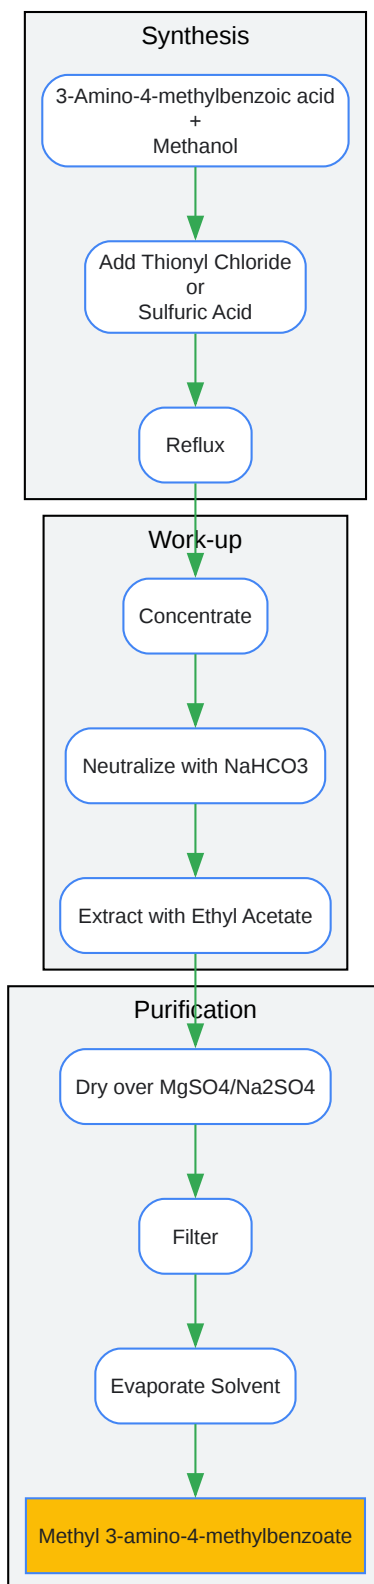 Synthesis
3-Amino-4-methylbenzoic acid
+
Methanol
Add Thionyl Chloride
or
Sulfuric Acid
Reflux
Work-up
Concentrate
Neutralize with NaHCO3
Extract with Ethyl Acetate
Purification
Dry over MgSO4/Na2SO4
Filter
Evaporate Solvent
Methyl 3-amino-4-methylbenzoate